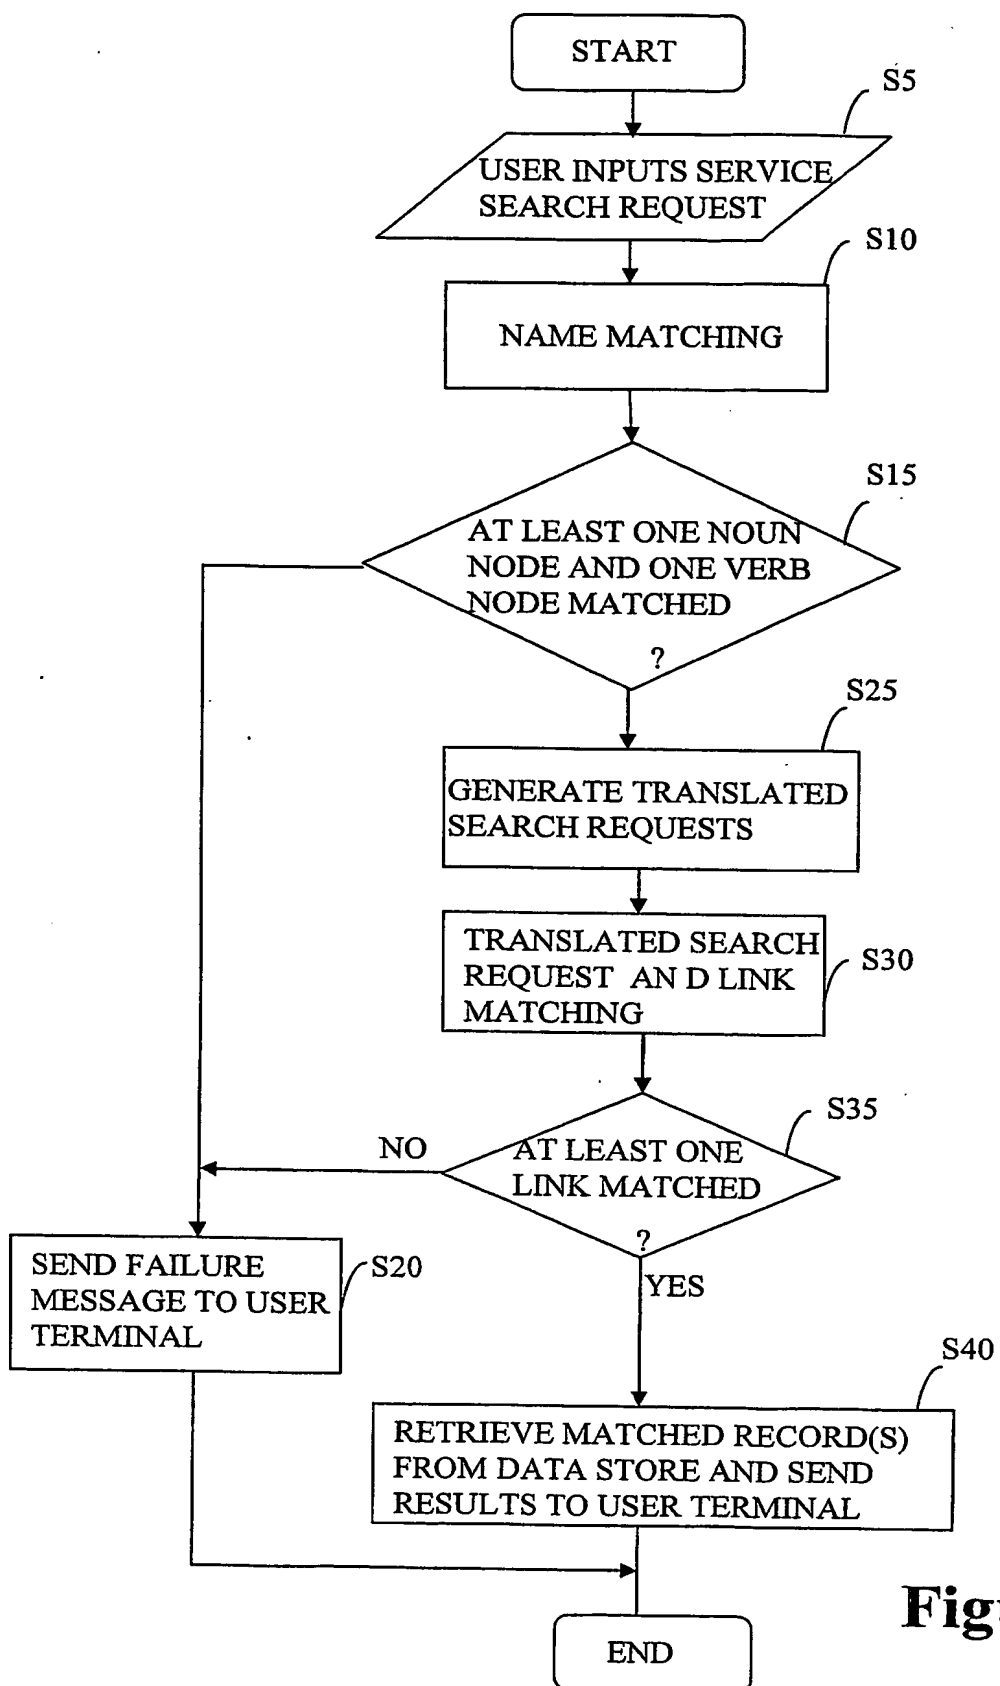 START
S5
USER INPUTS SERVICE
SEARCH REQUEST
S10
NAME MATCHING
S15
AT LEAST ONE NOUN
NODE AND ONE VERB
NODE MATCHED
?
S25
GENERATE TRANSLATED
SEARCH REQUESTS
TRANSLATED SEARCH
REQUEST AN D LINK
MATCHING
S30
S35
NO
AT LEAST ONE
LINK MATCHED
?
YES
SEND FAILURE
MESSAGE TO USER
TERMINAL
S20
S40
RETRIEVE MATCHED RECORD(S)
FROM DATA STORE AND SEND
RESULTS TO USER TERMINAL
END